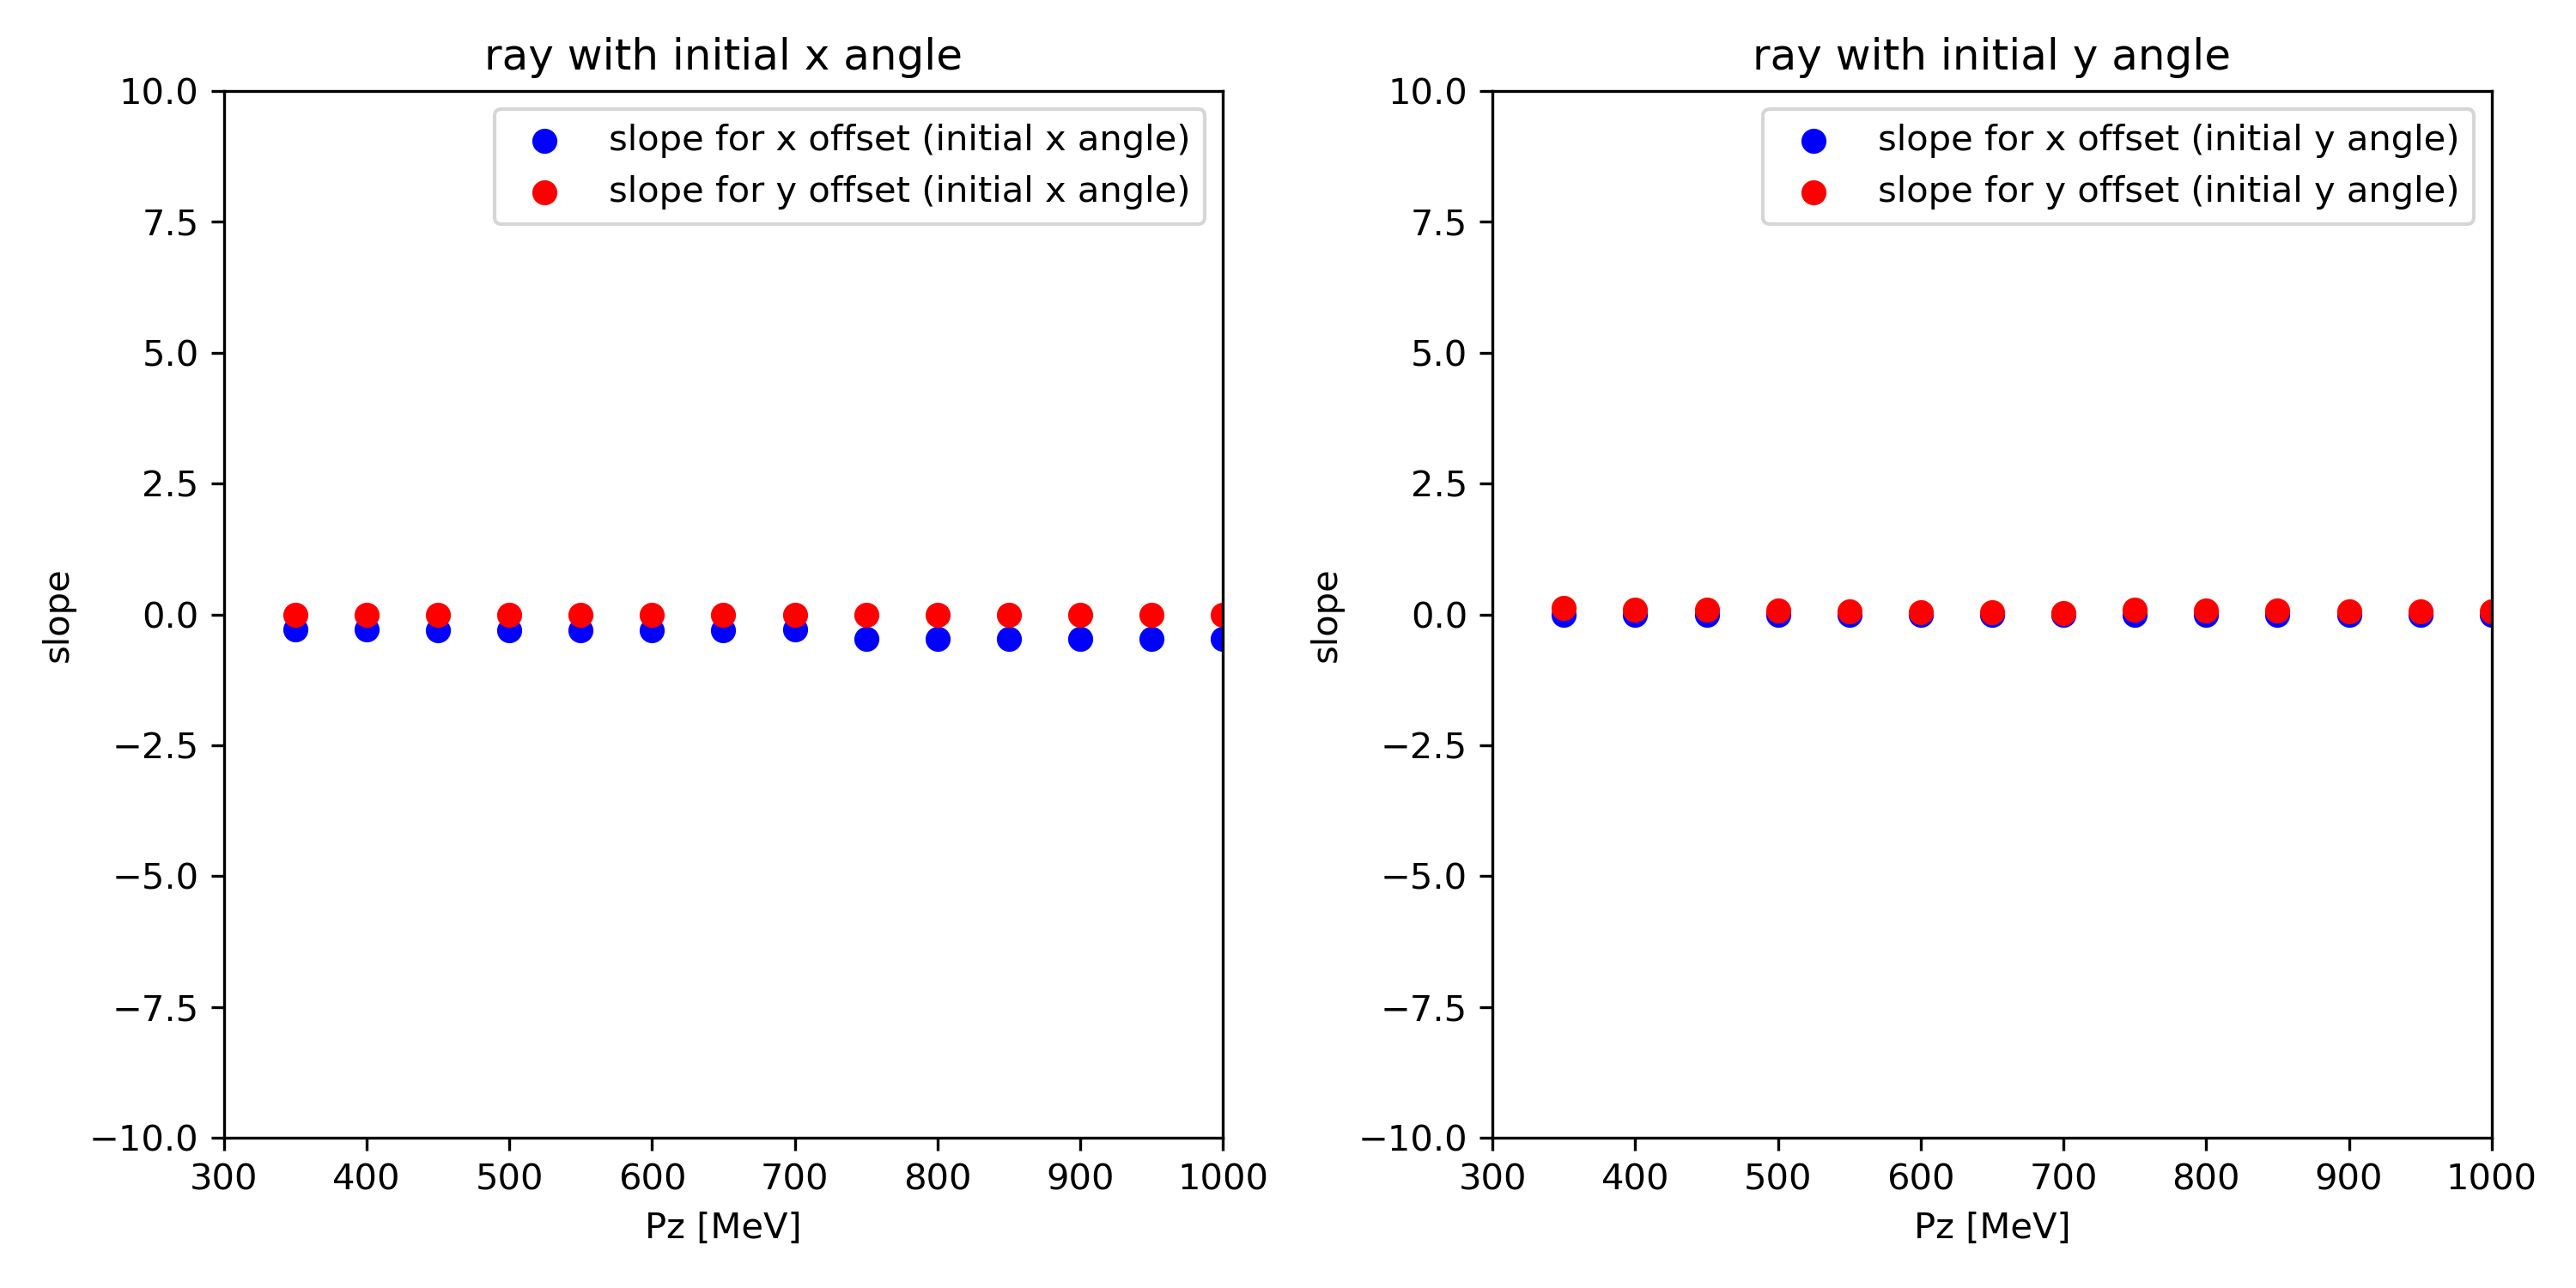 ray with initial x angle
10.0
7.5
5.0
2.5
0.0
−2.5
−5.0
−7.5
−10.0
slope
slope for x offset (initial x angle)
slope for y offset (initial x angle)
300 400 500 600 700 800 900 1000
Pz [MeV]
ray with initial y angle
10.0
7.5
5.0
2.5
0.0
−2.5
−5.0
−7.5
−10.0
slope
slope for x offset (initial y angle)
slope for y offset (initial y angle)
300 400 500 600 700 800 900 1000
Pz [MeV]